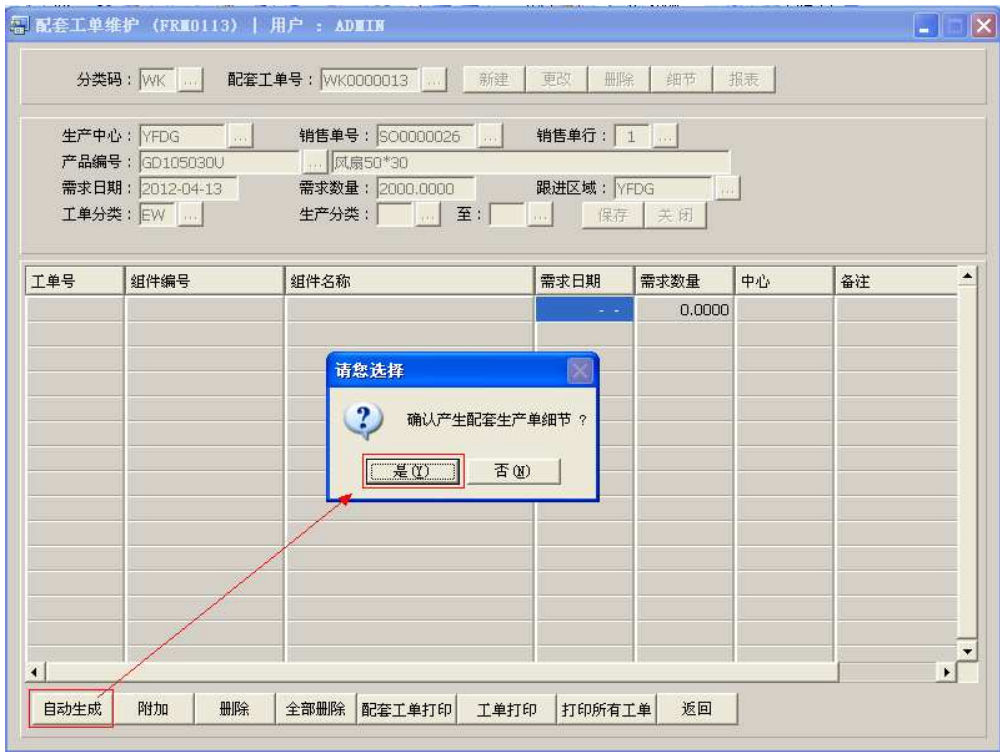 配套工单维护 (FRM0113) | 用户 : ADMIN
分类码： WK ... 配套工单号： WK0000013 ... 新建 更改 删除 细节 报表
生产中心： YFDG ... 销售单号： SO0000026 ... 销售单行： 1 ...
产品编号： GD105030U ... 风扇50*30
需求日期： 2012-04-13 需求数量： 2000.0000 跟进区域： YFDG ...
工单分类： EW ... 生产分类： ... 至： ... 保存 关闭
工单号 组件编号 组件名称 需求日期 需求数量 中心 备注
- - 0.0000
请您选择
确认产生配套生产单细节 ?
是(Y) 否(N)
自动生成 附加 删除 全部删除 配套工单打印 工单打印 打印所有工单 返回